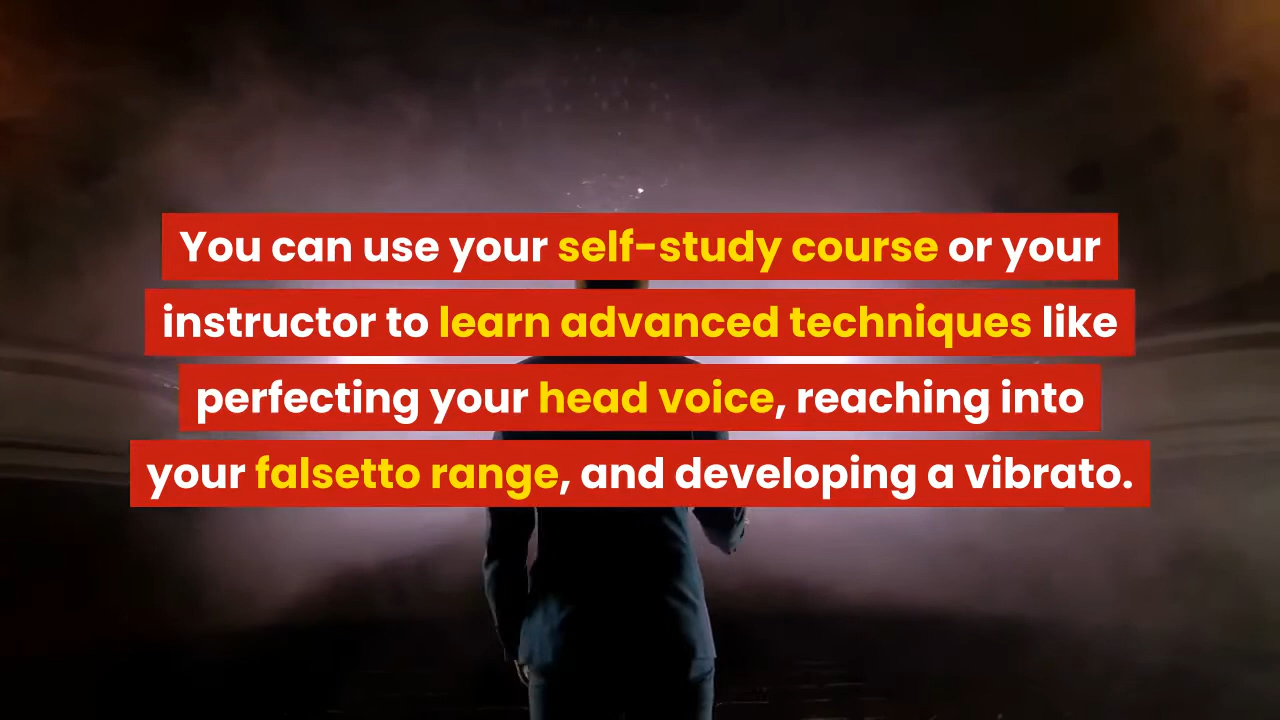 You can use your self-study course or your
instructor to learn advanced techniques like
perfecting your head voice, reaching into
your falsetto range, and developing a vibrato.